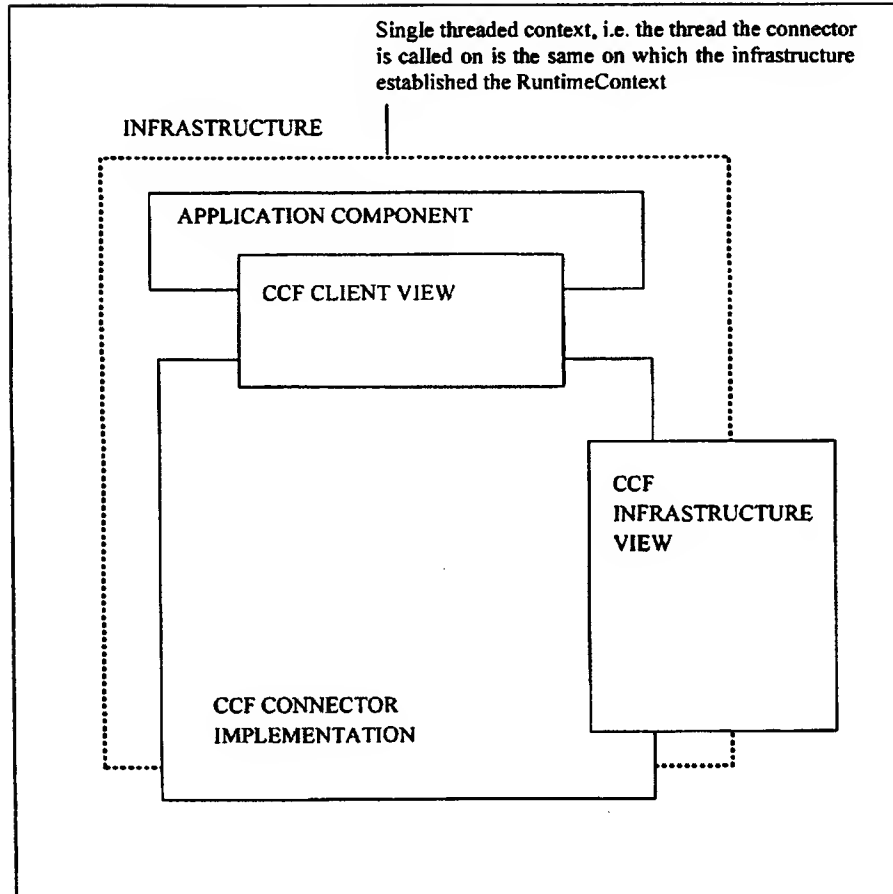 Single threaded context, i.e. the thread the connector
is called on is the same on which the infrastructure
established the RuntimeContext
INFRASTRUCTURE
APPLICATION COMPONENT
CCF CLIENT VIEW
CCF
INFRASTRUCTURE
VIEW
CCF CONNECTOR
IMPLEMENTATION